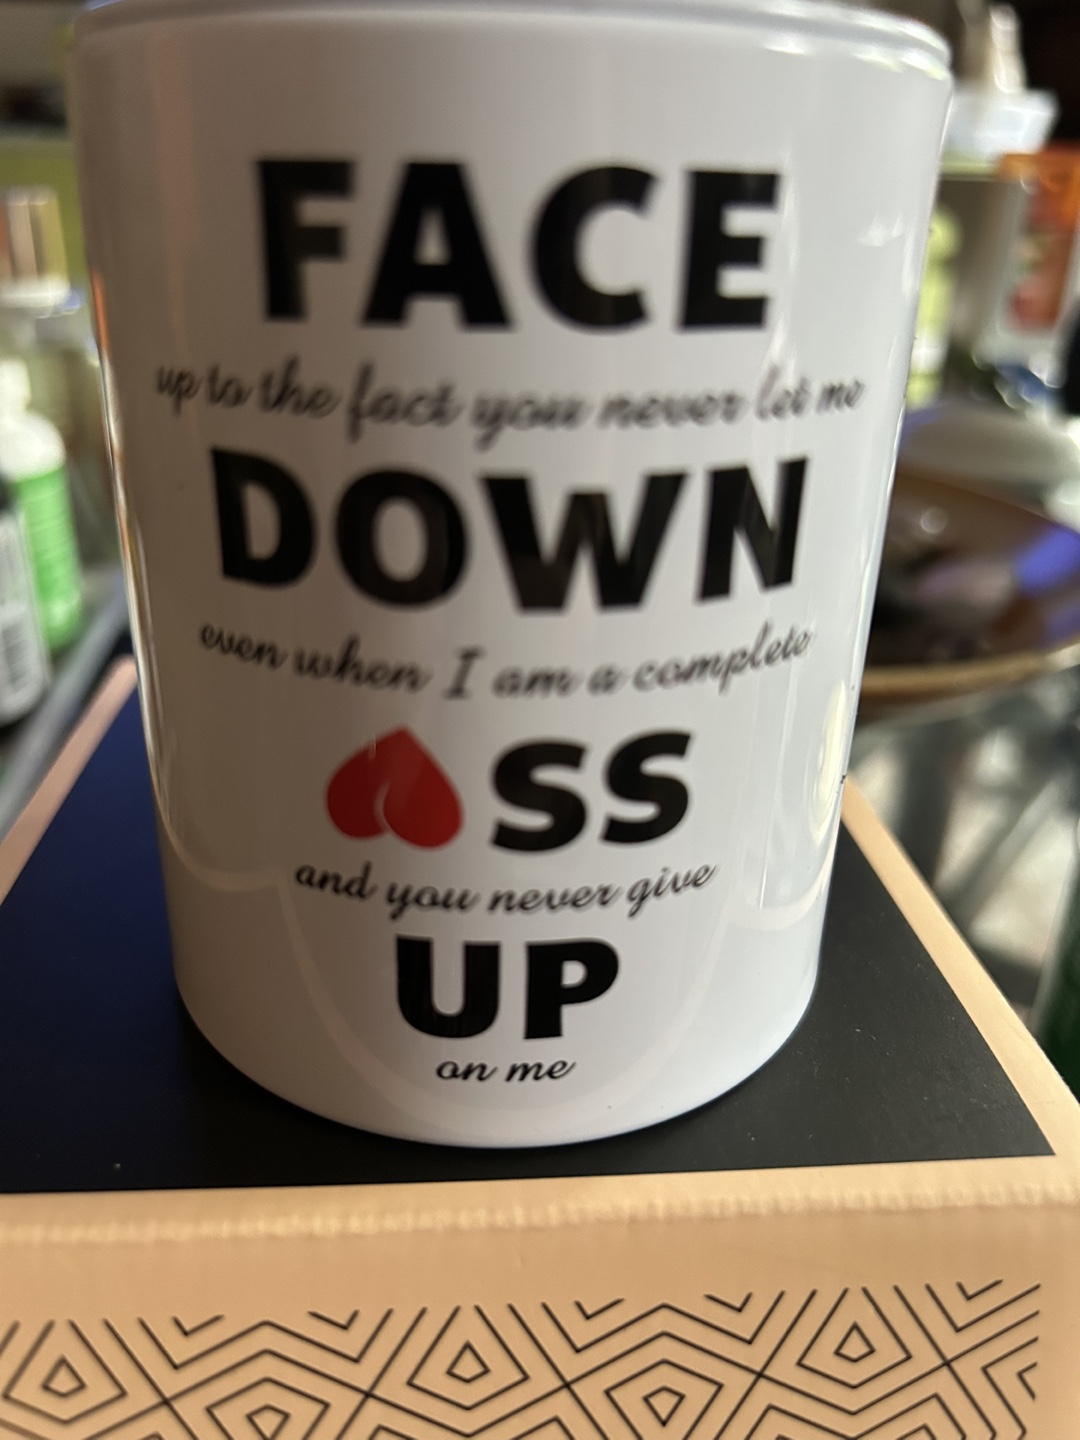 FACE
up to the fact you never let me
DOWN
even when I am a complete
SS
and you never give
UP
on me